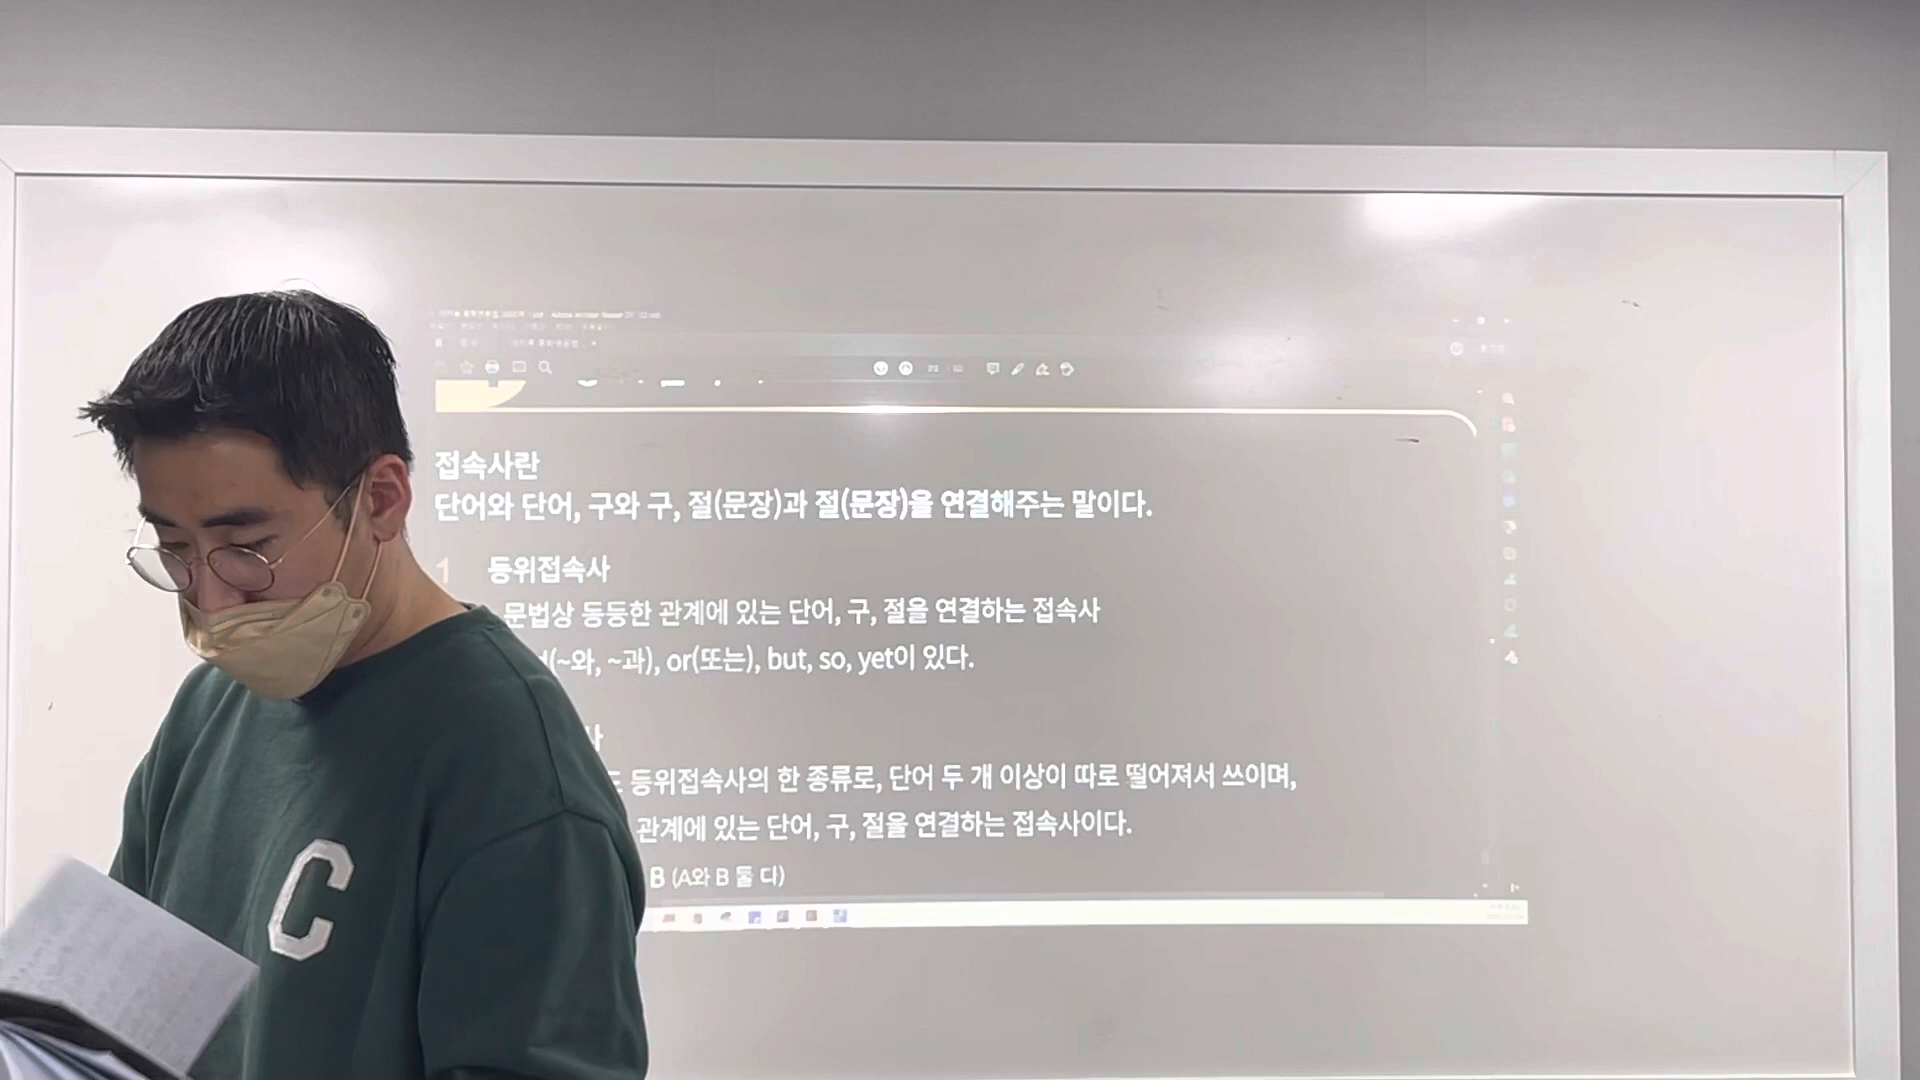 접속사란
단어와 단어, 구와 구, 절(문장)과 절(문장)을 연결해주는 말이다.
1 등위접속사
문법상 동등한 관계에 있는 단어, 구, 절을 연결하는 접속사
(~와, ~과), or(또는), but, so, yet이 있다.
등위접속사의 한 종류로, 단어 두 개 이상이 따로 떨어져서 쓰이며,
관계에 있는 단어, 구, 절을 연결하는 접속사이다.
B (A와 B 둘 다)
C